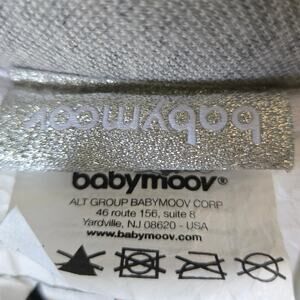 babymoov
babymoov®
ALT GROUP BABYMOOV CORP
46 route 156, suite 8
Yardville, NJ 08620 - USA
www.babymoov.com